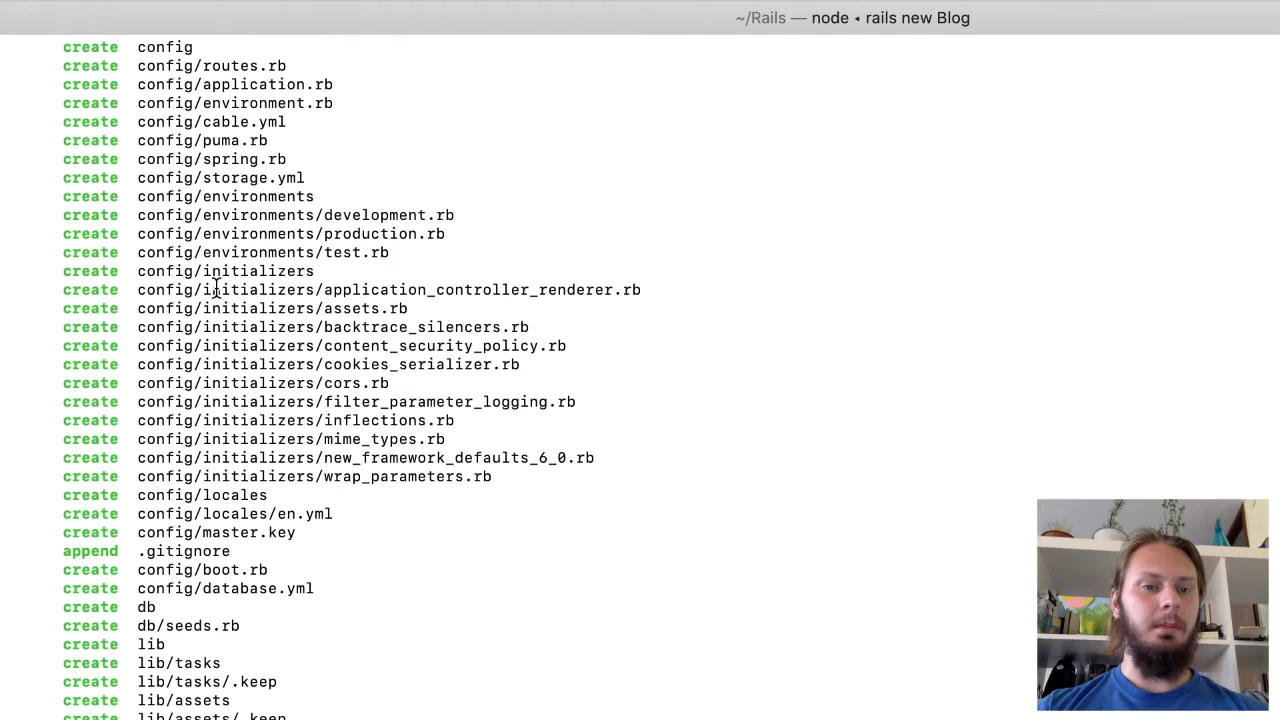 ~/Rails — node ◂ rails new Blog
create config
create config/routes.rb
create config/application.rb
create config/environment.rb
create config/cable.yml
create config/puma.rb
create config/spring.rb
create config/storage.yml
create config/environments
create config/environments/development.rb
create config/environments/production.rb
create config/environments/test.rb
create config/initializers
create config/initializers/application_controller_renderer.rb
create config/initializers/assets.rb
create config/initializers/backtrace_silencers.rb
create config/initializers/content_security_policy.rb
create config/initializers/cookies_serializer.rb
create config/initializers/cors.rb
create config/initializers/filter_parameter_logging.rb
create config/initializers/inflections.rb
create config/initializers/mime_types.rb
create config/initializers/new_framework_defaults_6_0.rb
create config/initializers/wrap_parameters.rb
create config/locales
create config/locales/en.yml
create config/master.key
append .gitignore
create config/boot.rb
create config/database.yml
create db
create db/seeds.rb
create lib
create lib/tasks
create lib/tasks/.keep
create lib/assets
create lib/assets/.keep